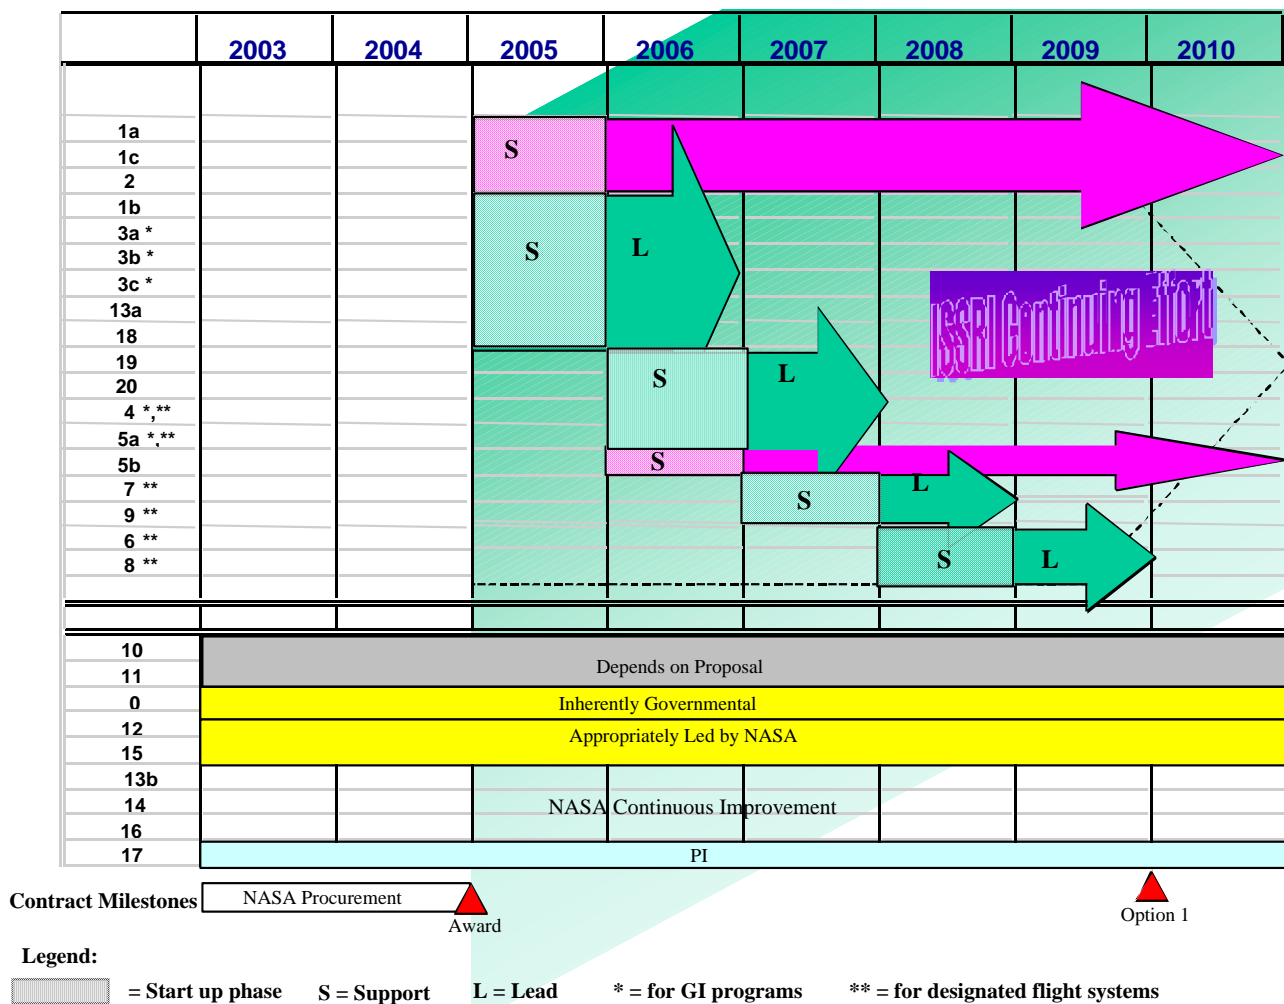 2003 2004 2005 2006 2007 2008 2009 2010
1a
1c
S
2
1b
3a *
3b *
S L
3c *
13a
ISSRI Continuing Effort
18
19
20
S L
4 *,**
5a *,**
5b
S
7 **
L
9 **
S
6 **
8 **
S L
10
11
Depends on Proposal
0
Inherently Governmental
12
Appropriately Led by NASA
15
13b
14
NASA Continuous Improvement
16
17
PI
Contract Milestones
NASA Procurement
Award
Option 1
Legend:
= Start up phase S = Support L = Lead * = for GI programs ** = for designated flight systems